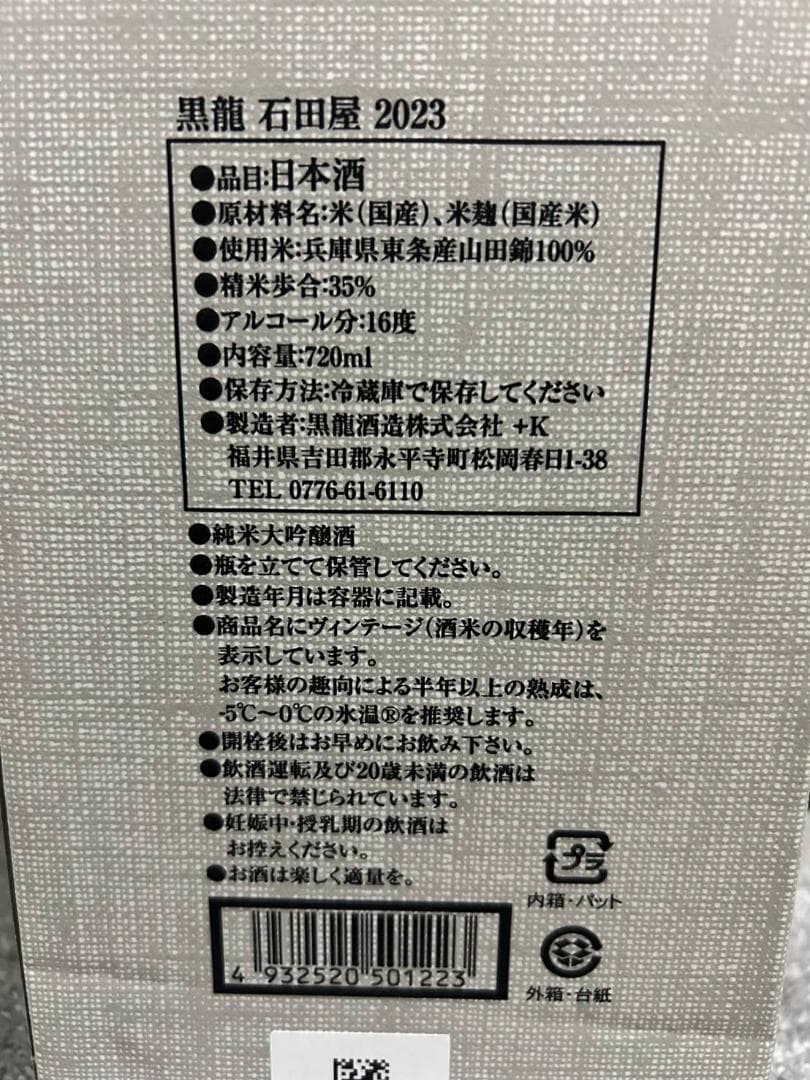 黒龍 石田屋 2023
●品目:日本酒
●原材料名:米(国産)、米麹(国産米)
●使用米:兵庫県東条産山田錦100%
●精米歩合:35%
●アルコール分:16度
●内容量:720ml
●保存方法:冷蔵庫で保存してください
●製造者:黒龍酒造株式会社 +K
福井県吉田郡永平寺町松岡春日1-38
TEL 0776-61-6110
●純米大吟醸酒
●瓶を立てて保管してください。
●製造年月は容器に記載。
●商品名にヴィンテージ(酒米の収穫年)を
表示しています。
お客様の趣向による半年以上の熟成は、
-5℃〜0℃の氷温®を推奨します。
●開栓後はお早めにお飲み下さい。
●飲酒運転及び20歳未満の飲酒は
法律で禁じられています。
●妊娠中・授乳期の飲酒は
お控えください。
●お酒は楽しく適量を。
プラ
内箱・パット
外箱・台紙
4 932520 501223